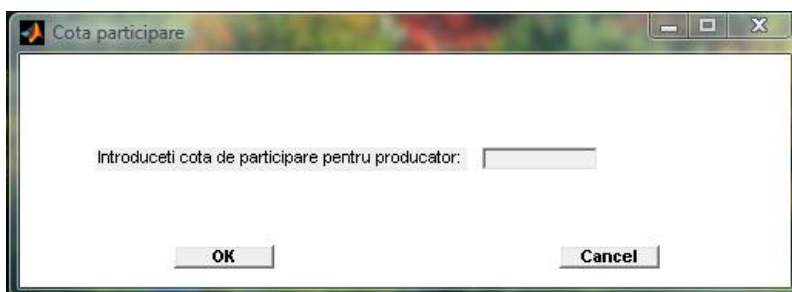 Cota participare
Introduceti cota de participare pentru producator:
OK
Cancel